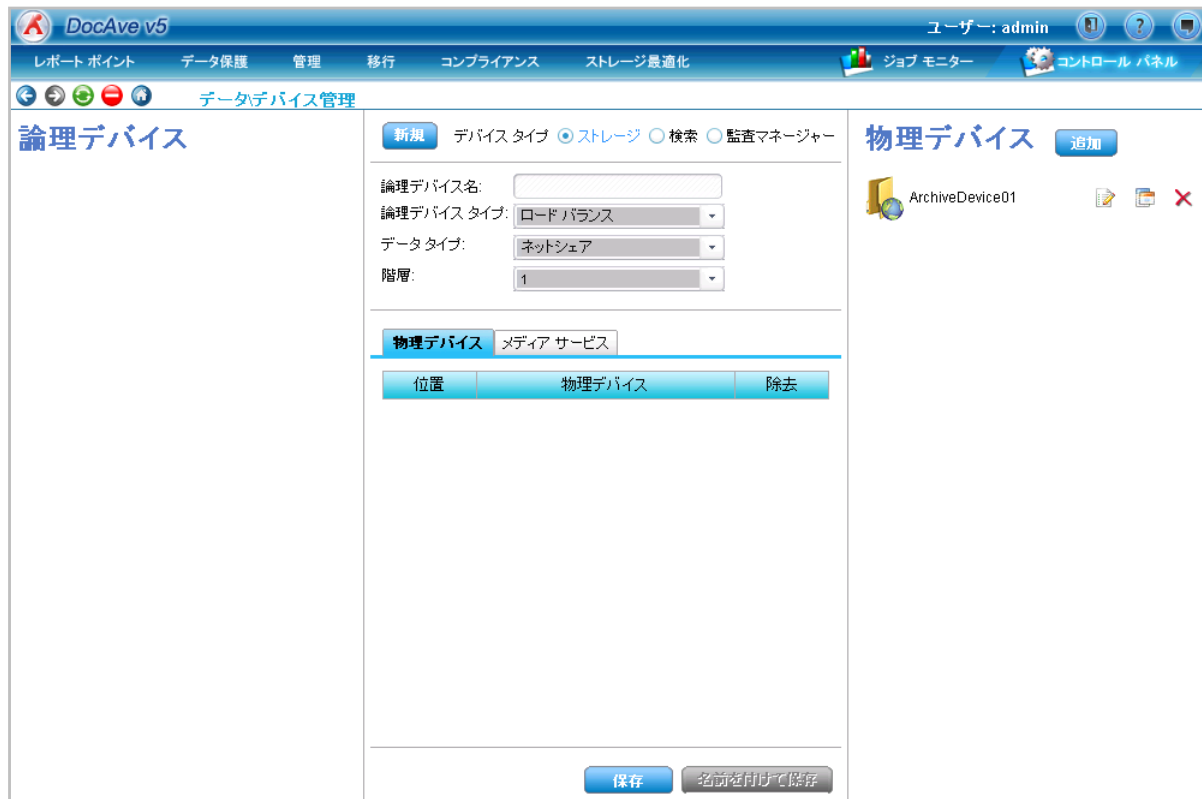 DocAve v5
ユーザー: admin
?
レポート ポイント データ保護 管理 移行 コンプライアンス ストレージ最適化 ジョブ モニター コントロール パネル
データ\デバイス管理
論理デバイス
新規 デバイス タイプ ストレージ 検索 監査マネージャー
論理デバイス名:
論理デバイス タイプ: ロード バランス
データ タイプ: ネットシェア
階層: 1
物理デバイス メディア サービス
位置 物理デバイス 除去
保存 名前を付けて保存
物理デバイス 追加
ArchiveDevice01